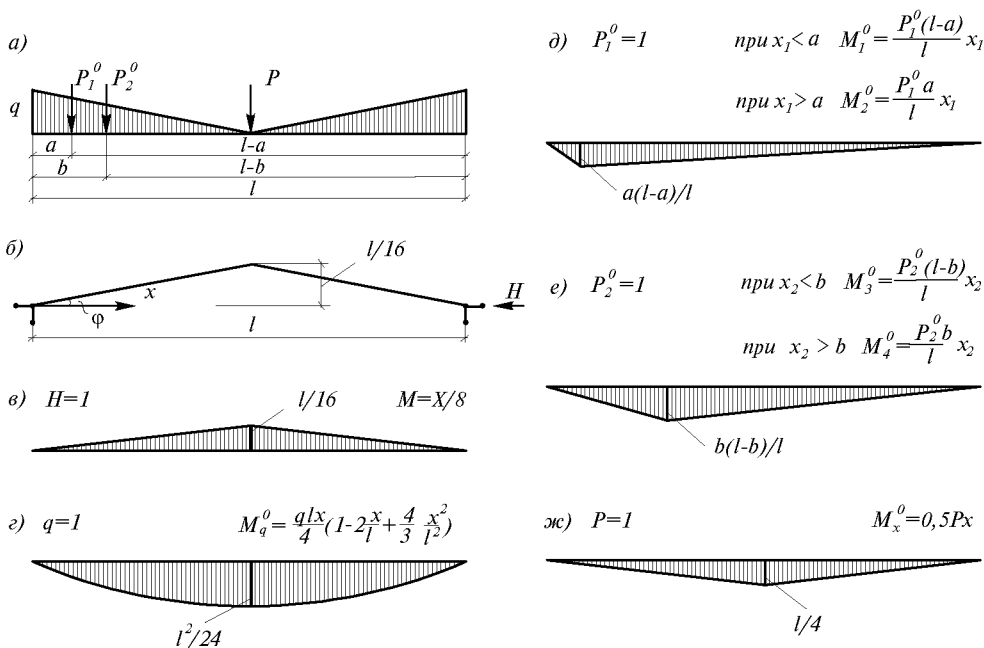 а)
P₁⁰ P₂⁰ P
q
a l-a
b l-b
l
б)
l/16
x H
φ
l
в) H=1 l/16 M=X/8
г) q=1 M_q⁰=qlx/4(1-2x/l+4/3 x²/l²)
l²/24
д) P₁⁰=1 при x₁<a M₁⁰=P₁⁰(l-a)/l x₁
при x₁>a M₂⁰=P₁⁰a/l x₁
a(l-a)/l
е) P₂⁰=1 при x₂<b M₃⁰=P₂⁰(l-b)/l x₂
при x₂ > b M₄⁰=P₂⁰b/l x₂
b(l-b)/l
ж) P=1 Mₓ⁰=0,5Px
l/4